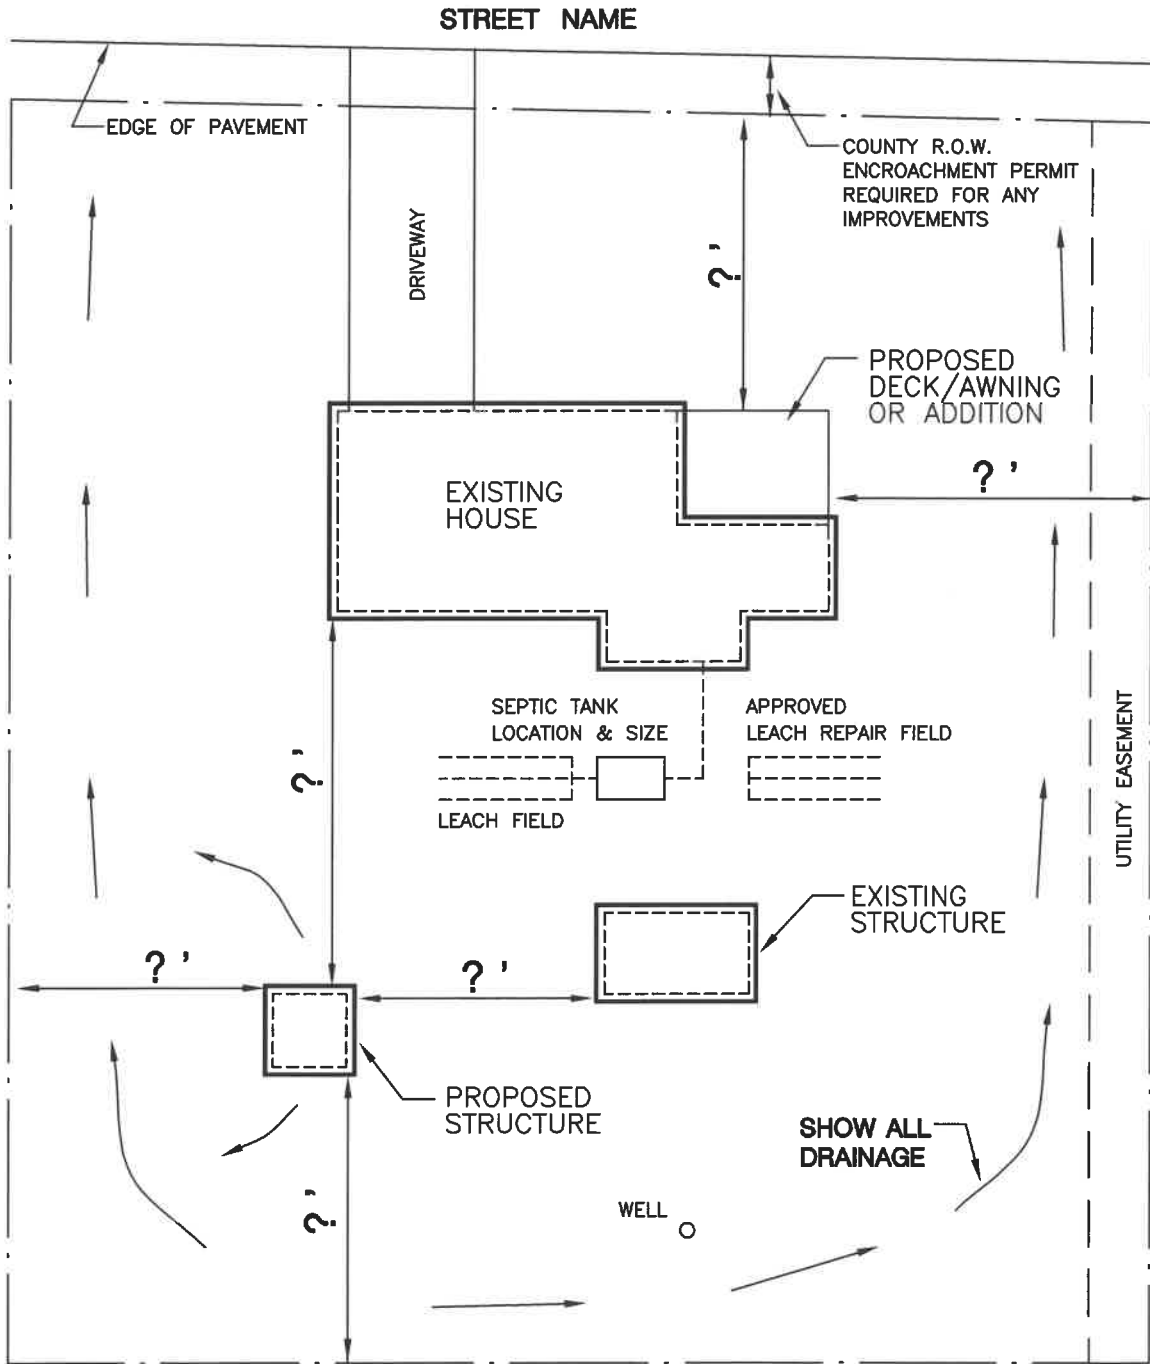 STREET NAME
EDGE OF PAVEMENT
COUNTY R.O.W.
ENCROACHMENT PERMIT
REQUIRED FOR ANY
IMPROVEMENTS
DRIVEWAY
?'
PROPOSED
DECK/AWNING
OR ADDITION
?'
EXISTING
HOUSE
SEPTIC TANK
LOCATION & SIZE
APPROVED
LEACH REPAIR FIELD
UTILITY EASEMENT
?'
LEACH FIELD
EXISTING
STRUCTURE
?'
?'
PROPOSED
STRUCTURE
SHOW ALL
DRAINAGE
?'
WELL